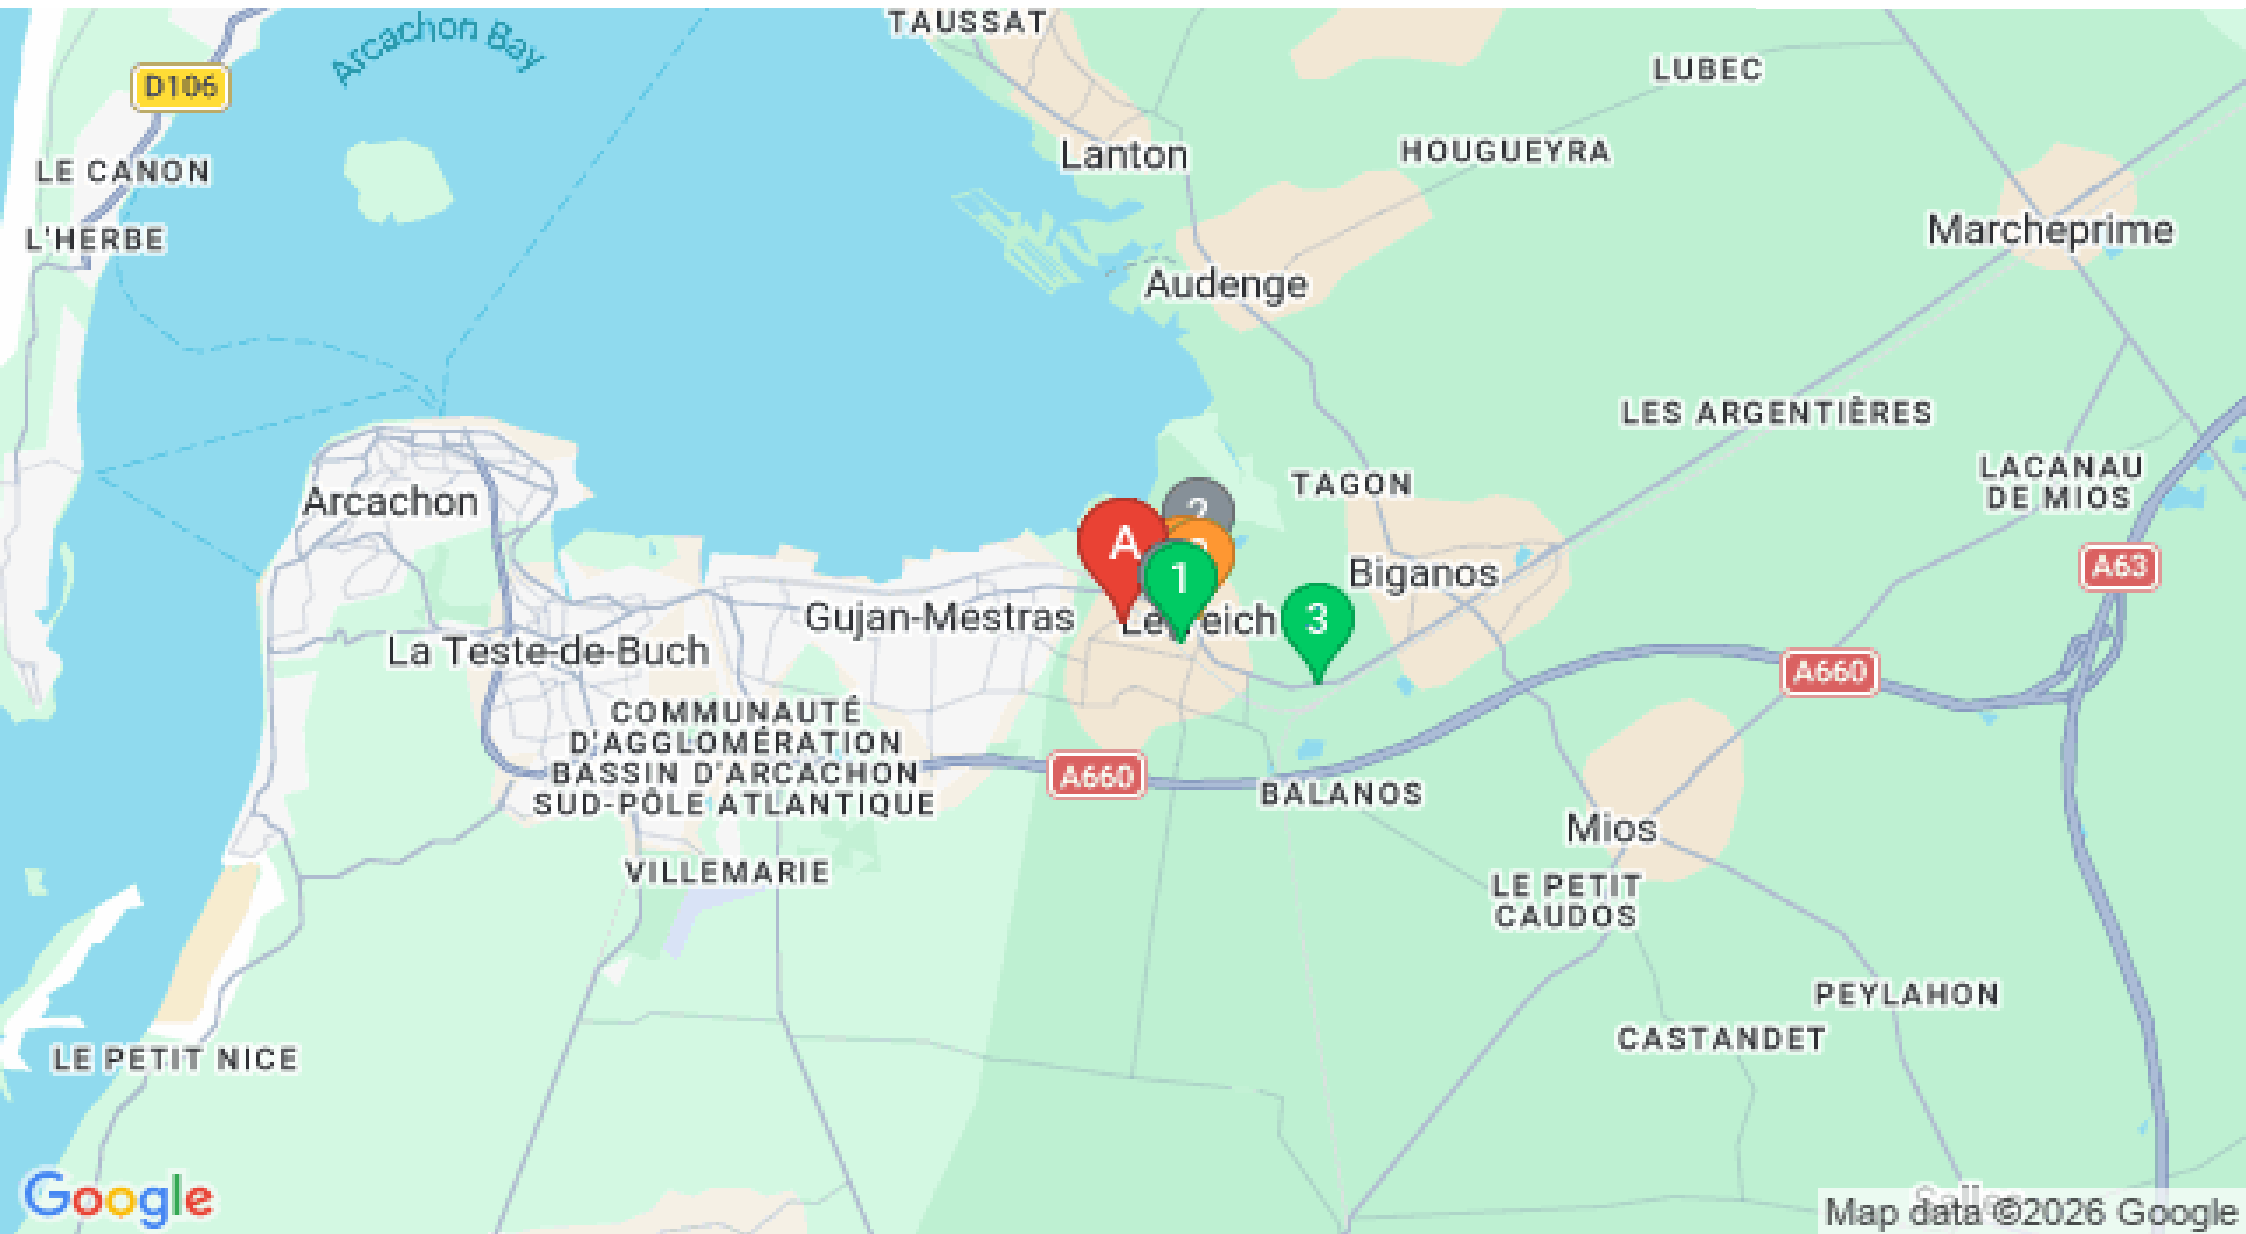 TAUSSAT
Arcachon Bay
LUBEC
D106
Lanton
HOUGUEYRA
LE CANON
L'HERBE
Marcheprime
Audenge
LES ARGENTIÈRES
TAGON
LACANAU
DE MIOS
Arcachon
2
A
A63
1
Biganos
Gujan-Mestras
3
La Teste-de-Buch
A660
COMMUNAUTÉ
D'AGGLOMÉRATION
BASSIN D'ARCACHON
SUD-PÔLE ATLANTIQUE
A660
BALANOS
Mios
VILLEMARIE
LE PETIT
CAUDOS
PEYLAHON
CASTANDET
LE PETIT NICE
Google
Map data ©2026 Google